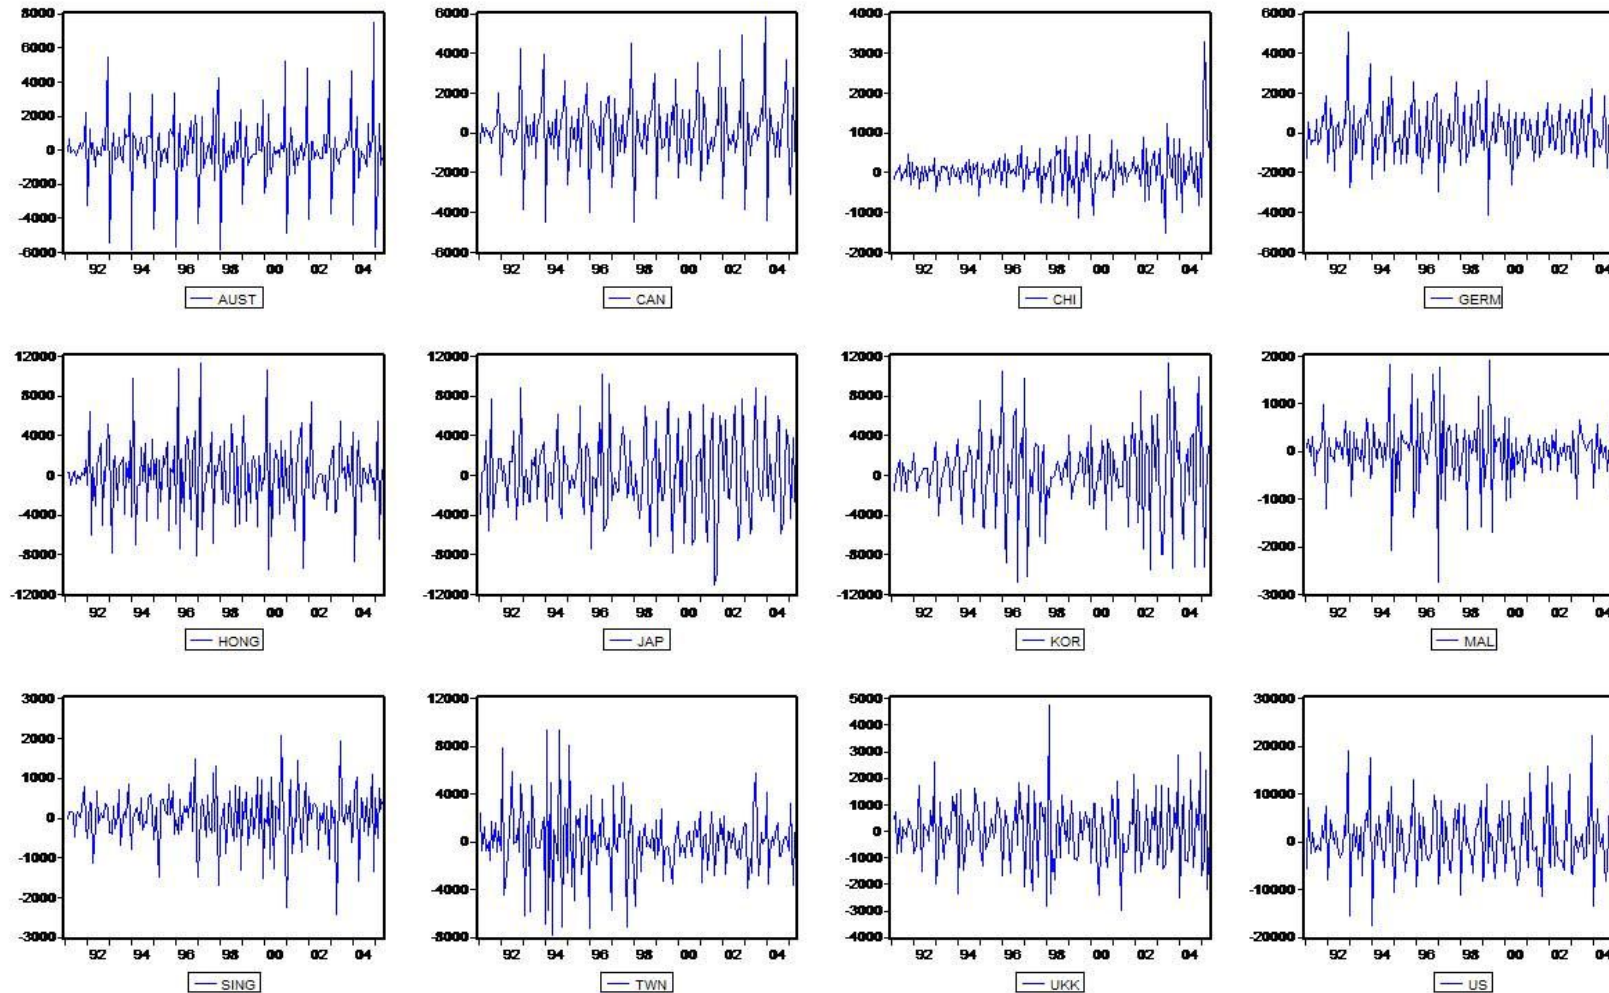 8000 6000 4000 2000 0 -2000 -4000 -6000
92 94 96 98 00 02 04
AUST
6000 4000 2000 0 -2000 -4000 -6000
92 94 96 98 00 02 04
CAN
4000 3000 2000 1000 0 -1000 -2000
92 94 96 98 00 02 04
CHI
6000 4000 2000 0 -2000 -4000 -6000
92 94 96 98 00 02 04
GERM
12000 8000 4000 0 -4000 -8000 -12000
92 94 96 98 00 02 04
HONG
12000 8000 4000 0 -4000 -8000 -12000
92 94 96 98 00 02 04
JAP
12000 8000 4000 0 -4000 -8000 -12000
92 94 96 98 00 02 04
KOR
2000 1000 0 -1000 -2000 -3000
92 94 96 98 00 02 04
MAL
3000 2000 1000 0 -1000 -2000 -3000
92 94 96 98 00 02 04
SING
12000 8000 4000 0 -4000 -8000
92 94 96 98 00 02 04
TWN
5000 4000 3000 2000 1000 0 -1000 -2000 -3000 -4000
92 94 96 98 00 02 04
UKK
30000 20000 10000 0 -10000 -20000
92 94 96 98 00 02 04
US